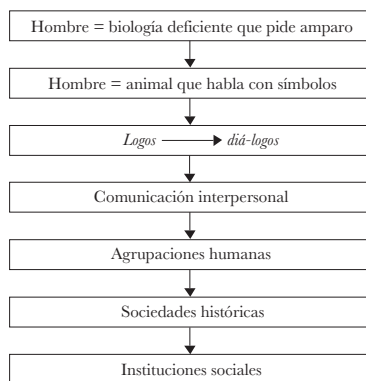 Hombre = biología deficiente que pide amparo
Hombre = animal que habla con símbolos
Logos diá-logos
Comunicación interpersonal
Agrupaciones humanas
Sociedades históricas
Instituciones sociales